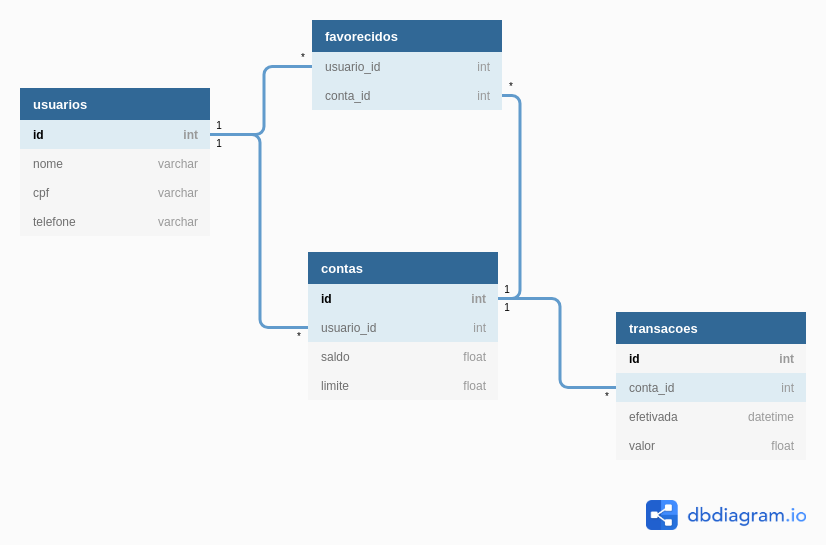 favorecidos
* usuario_id int
conta_id int *
usuarios
id int 1
1
nome varchar
cpf varchar
telefone varchar
contas
id int 1
1
* usuario_id int
saldo float
limite float
transacoes
id int
* conta_id int
efetivada datetime
valor float
dbdiagram.io